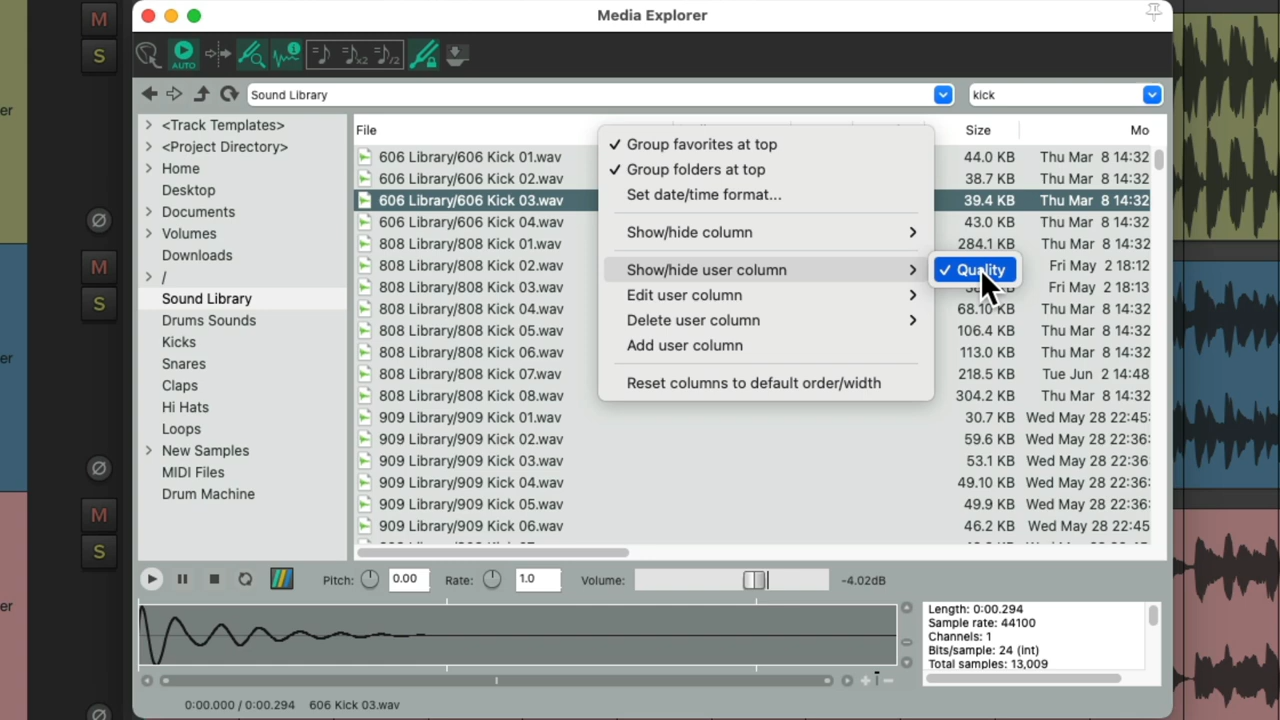 Media Explorer
M
S
AUTO
x2
/2
Sound Library
kick
er
<Track Templates>
<Project Directory>
Home
Desktop
Documents
Volumes
Downloads
/
Sound Library
Drums Sounds
Kicks
Snares
Claps
Hi Hats
Loops
New Samples
MIDI Files
Drum Machine
File Size Mo
606 Library/606 Kick 01.wav 44.0 KB Thu Mar 8 14:32
606 Library/606 Kick 02.wav 38.7 KB Thu Mar 8 14:32
606 Library/606 Kick 03.wav 39.4 KB Thu Mar 8 14:32
606 Library/606 Kick 04.wav 43.0 KB Thu Mar 8 14:32
808 Library/808 Kick 01.wav 284.1 KB Thu Mar 8 14:32
808 Library/808 Kick 02.wav Fri May 2 18:12
808 Library/808 Kick 03.wav KB Fri May 2 18:13
808 Library/808 Kick 04.wav 68.10 KB Thu Mar 8 14:32
808 Library/808 Kick 05.wav 106.4 KB Thu Mar 8 14:32
808 Library/808 Kick 06.wav 113.0 KB Thu Mar 8 14:32
808 Library/808 Kick 07.wav 218.5 KB Tue Jun 2 14:48
808 Library/808 Kick 08.wav 304.2 KB Thu Mar 8 14:32
909 Library/909 Kick 01.wav 30.7 KB Wed May 28 22:45:
909 Library/909 Kick 02.wav 59.6 KB Wed May 28 22:36:
909 Library/909 Kick 03.wav 53.1 KB Wed May 28 22:36:
909 Library/909 Kick 04.wav 49.10 KB Wed May 28 22:36:
909 Library/909 Kick 05.wav 49.9 KB Wed May 28 22:36:
909 Library/909 Kick 06.wav 46.2 KB Wed May 28 22:45
Group favorites at top
Group folders at top
Set date/time format...
Show/hide column
Show/hide user column
Edit user column
Delete user column
Add user column
Reset columns to default order/width
Quality
M
S
er
M
S
er
Pitch: 0.00 Rate: 1.0 Volume: -4.02dB
Length: 0:00.294
Sample rate: 44100
Channels: 1
Bits/sample: 24 (int)
Total samples: 13,009
0:00.000 / 0:00.294 606 Kick 03.wav